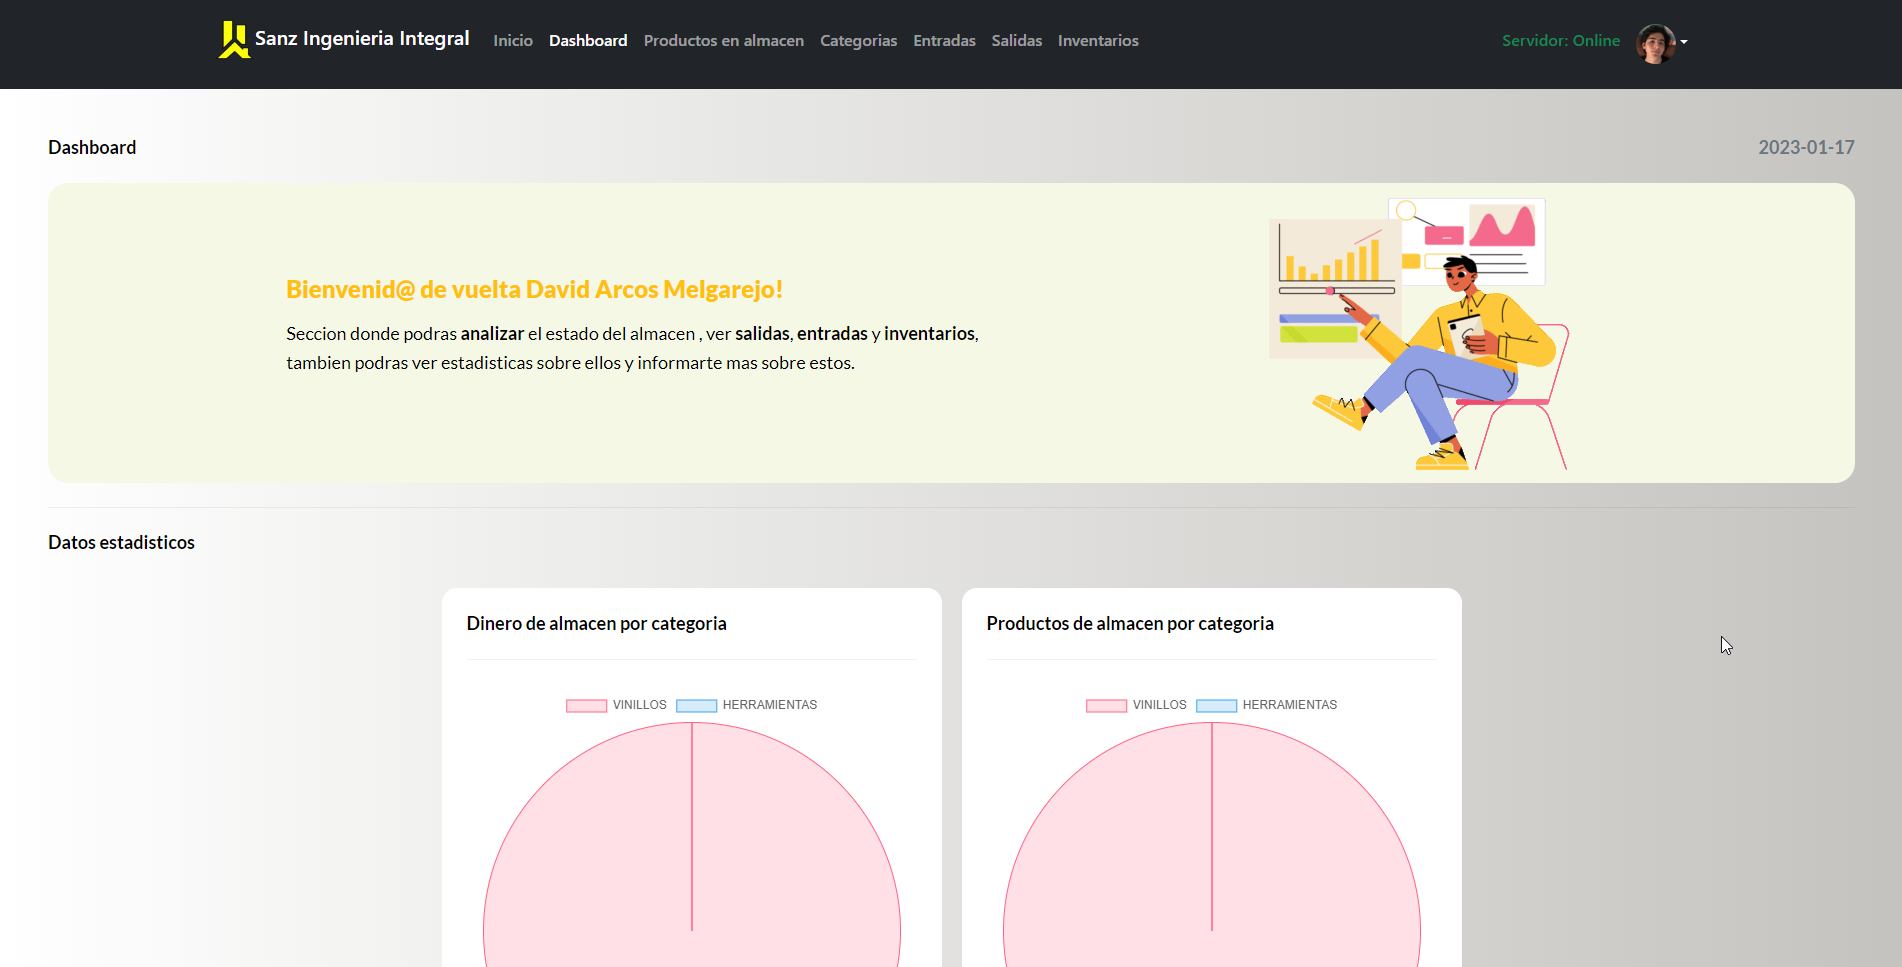 Sanz Ingenieria Integral Inicio Dashboard Productos en almacen Categorias Entradas Salidas Inventarios Servidor: Online
Dashboard 2023-01-17
Bienvenid@ de vuelta David Arcos Melgarejo!
Seccion donde podras analizar el estado del almacen , ver salidas, entradas y inventarios,
tambien podras ver estadisticas sobre ellos y informarte mas sobre estos.
Datos estadisticos
Dinero de almacen por categoria
VINILLOS HERRAMIENTAS
Productos de almacen por categoria
VINILLOS HERRAMIENTAS